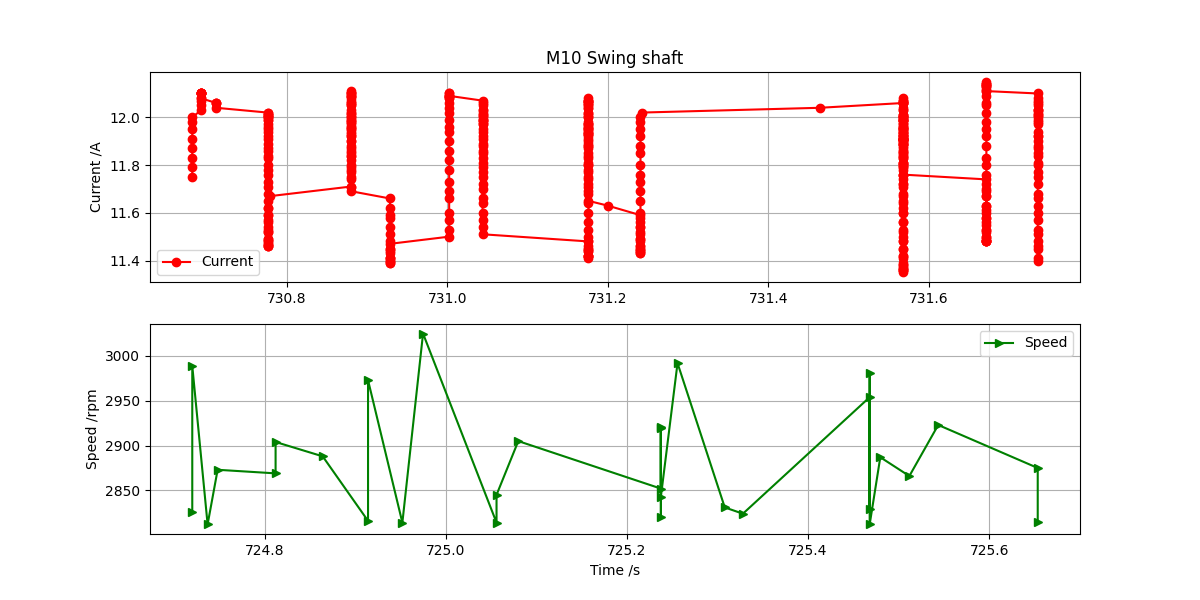 M10 Swing shaft
Current /A
12.0
11.8
11.6
11.4
Current
730.8 731.0 731.2 731.4 731.6
Speed /rpm
3000
2950
2900
2850
Speed
724.8 725.0 725.2 725.4 725.6
Time /s